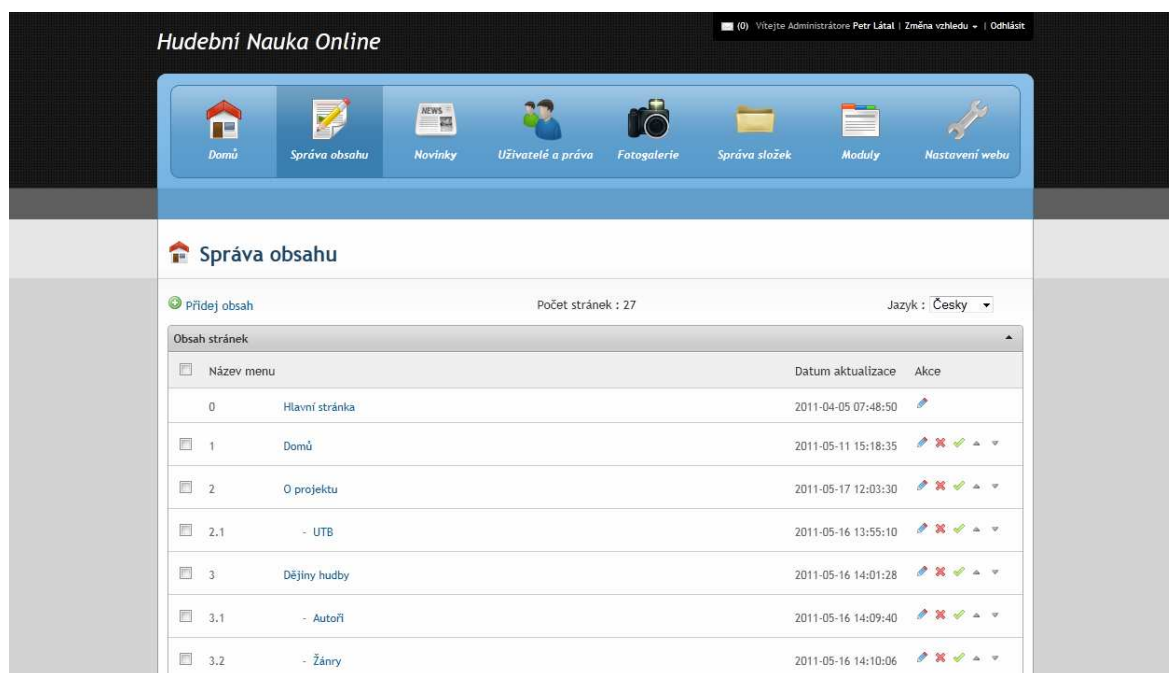 Hudební Nauka Online
(0) Vítejte Administrátore Petr Látal | Změna vzhledu | Odhlásit
Domů Správa obsahu NEWS Novinky Uživatelé a práva Fotogalerie Správa složek Moduly Nastavení webu
Správa obsahu
Přidej obsah Počet stránek : 27 Jazyk : Česky
Obsah stránek
Název menu Datum aktualizace Akce
0 Hlavní stránka 2011-04-05 07:48:50
1 Domů 2011-05-11 15:18:35
2 O projektu 2011-05-17 12:03:30
2.1 - UTB 2011-05-16 13:55:10
3 Dějiny hudby 2011-05-16 14:01:28
3.1 - Autoři 2011-05-16 14:09:40
3.2 - Žánry 2011-05-16 14:10:06